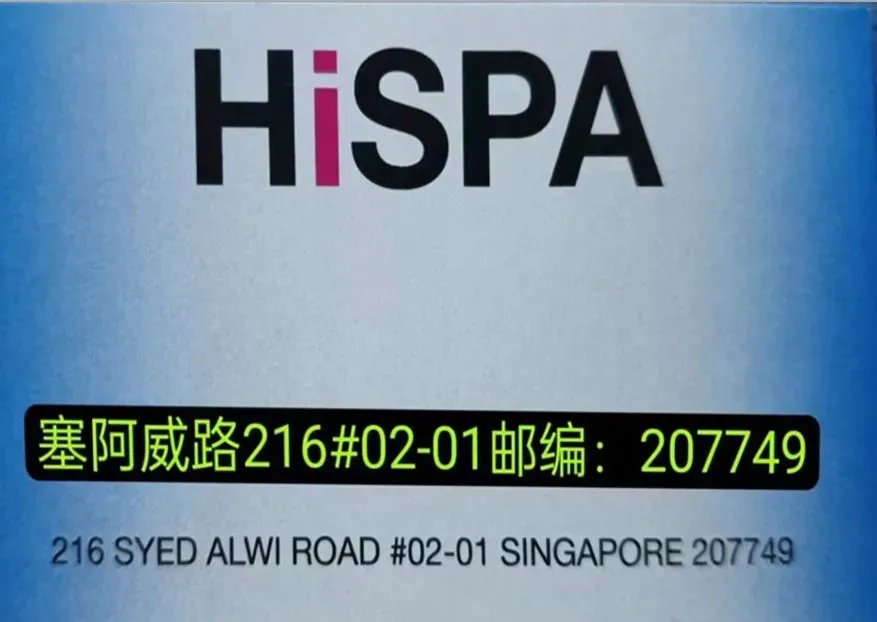 HiSPA
塞阿威路216#02-01邮编：207749
216 SYED ALWI ROAD #02-01 SINGAPORE 207749